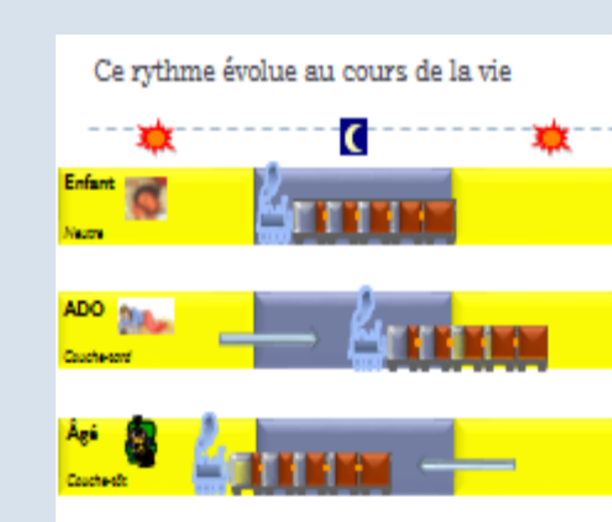 Ce rythme évolue au cours de la vie
Enfant
Neutre
ADO
Couche-tard
Âgé
Couche-tôt